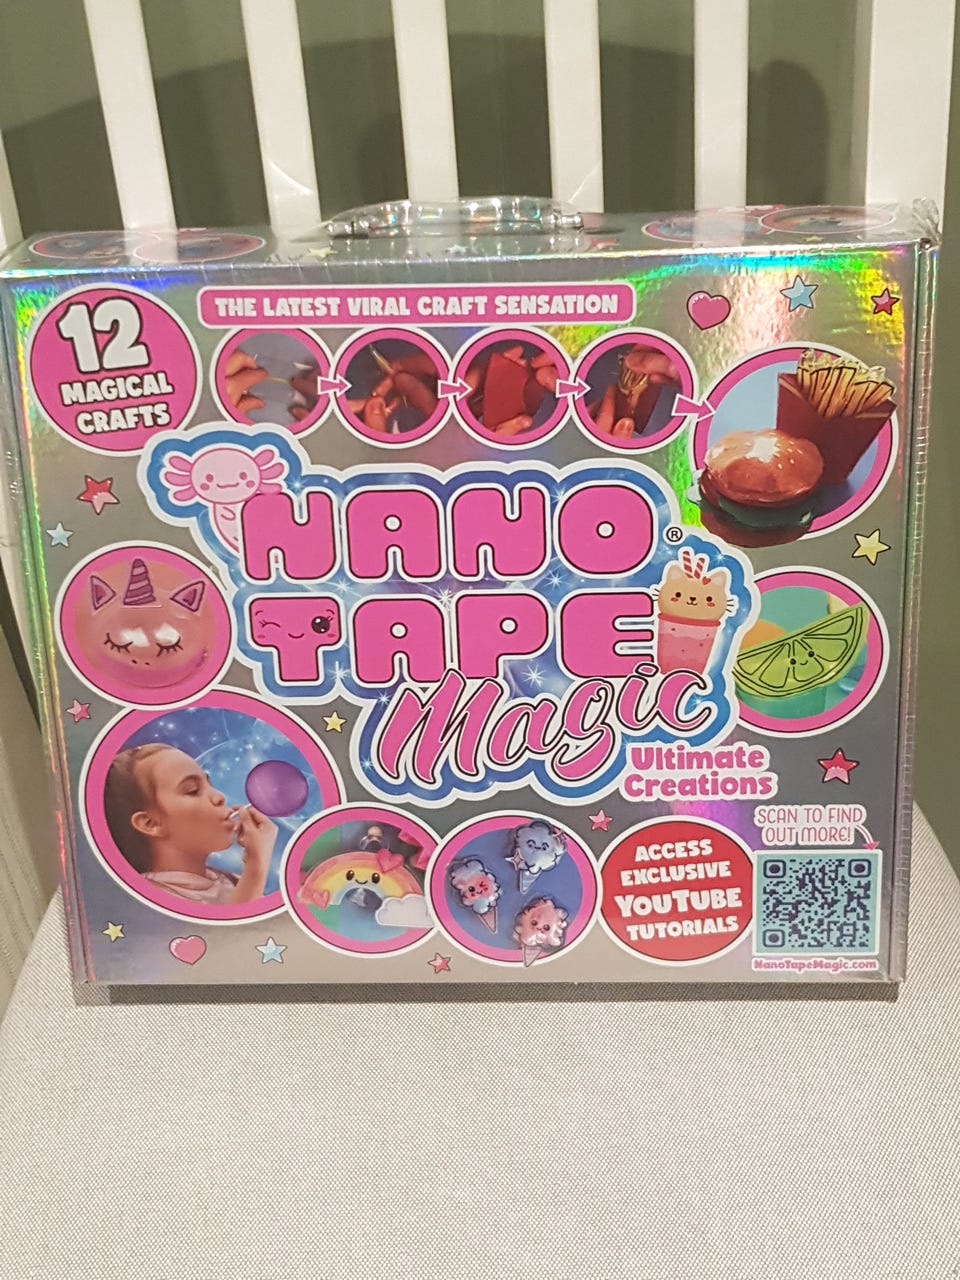 12
MAGICAL
CRAFTS
THE LATEST VIRAL CRAFT SENSATION
NANO
®
TAPE
Magic
Ultimate
Creations
SCAN TO FIND
OUT MORE!
ACCESS
EXCLUSIVE
YOUTUBE
TUTORIALS
NanoTapeMagic.com